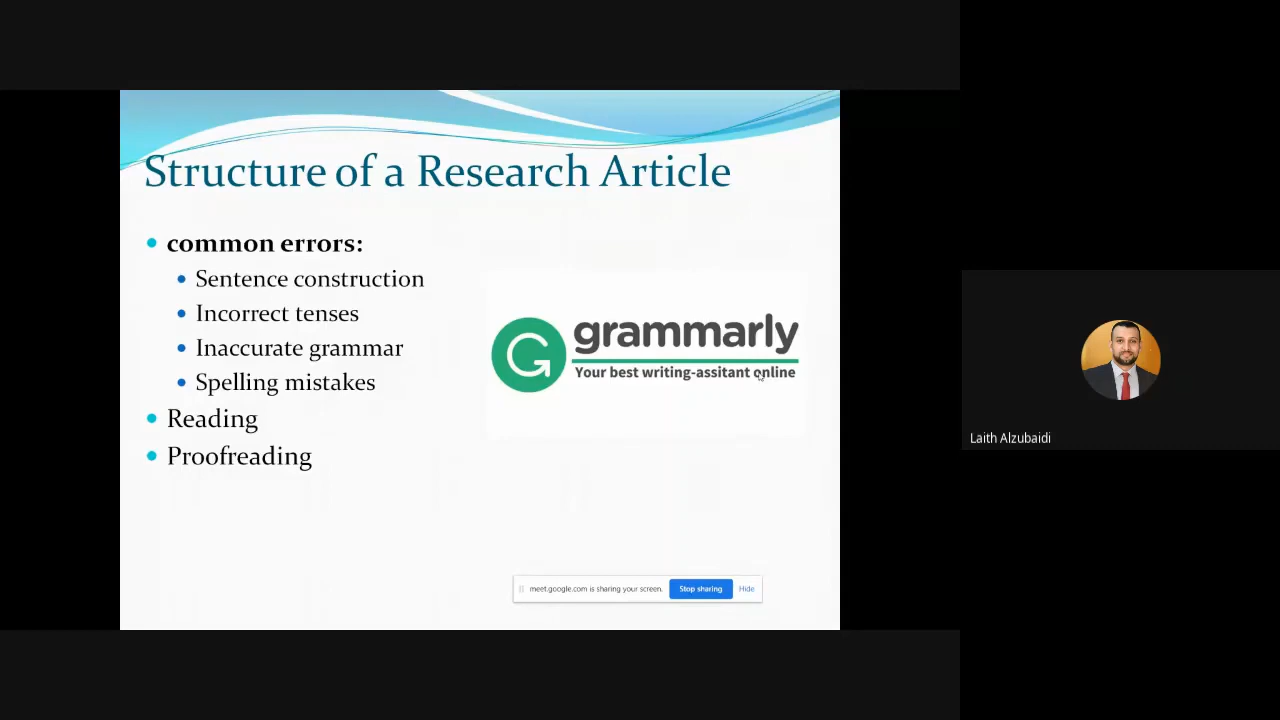 Structure of a Research Article
common errors:
Sentence construction
Incorrect tenses
Inaccurate grammar
Spelling mistakes
Reading
Proofreading
G grammarly
Your best writing-assitant online
meet.google.com is sharing your screen. Stop sharing Hide
Laith Alzubaidi